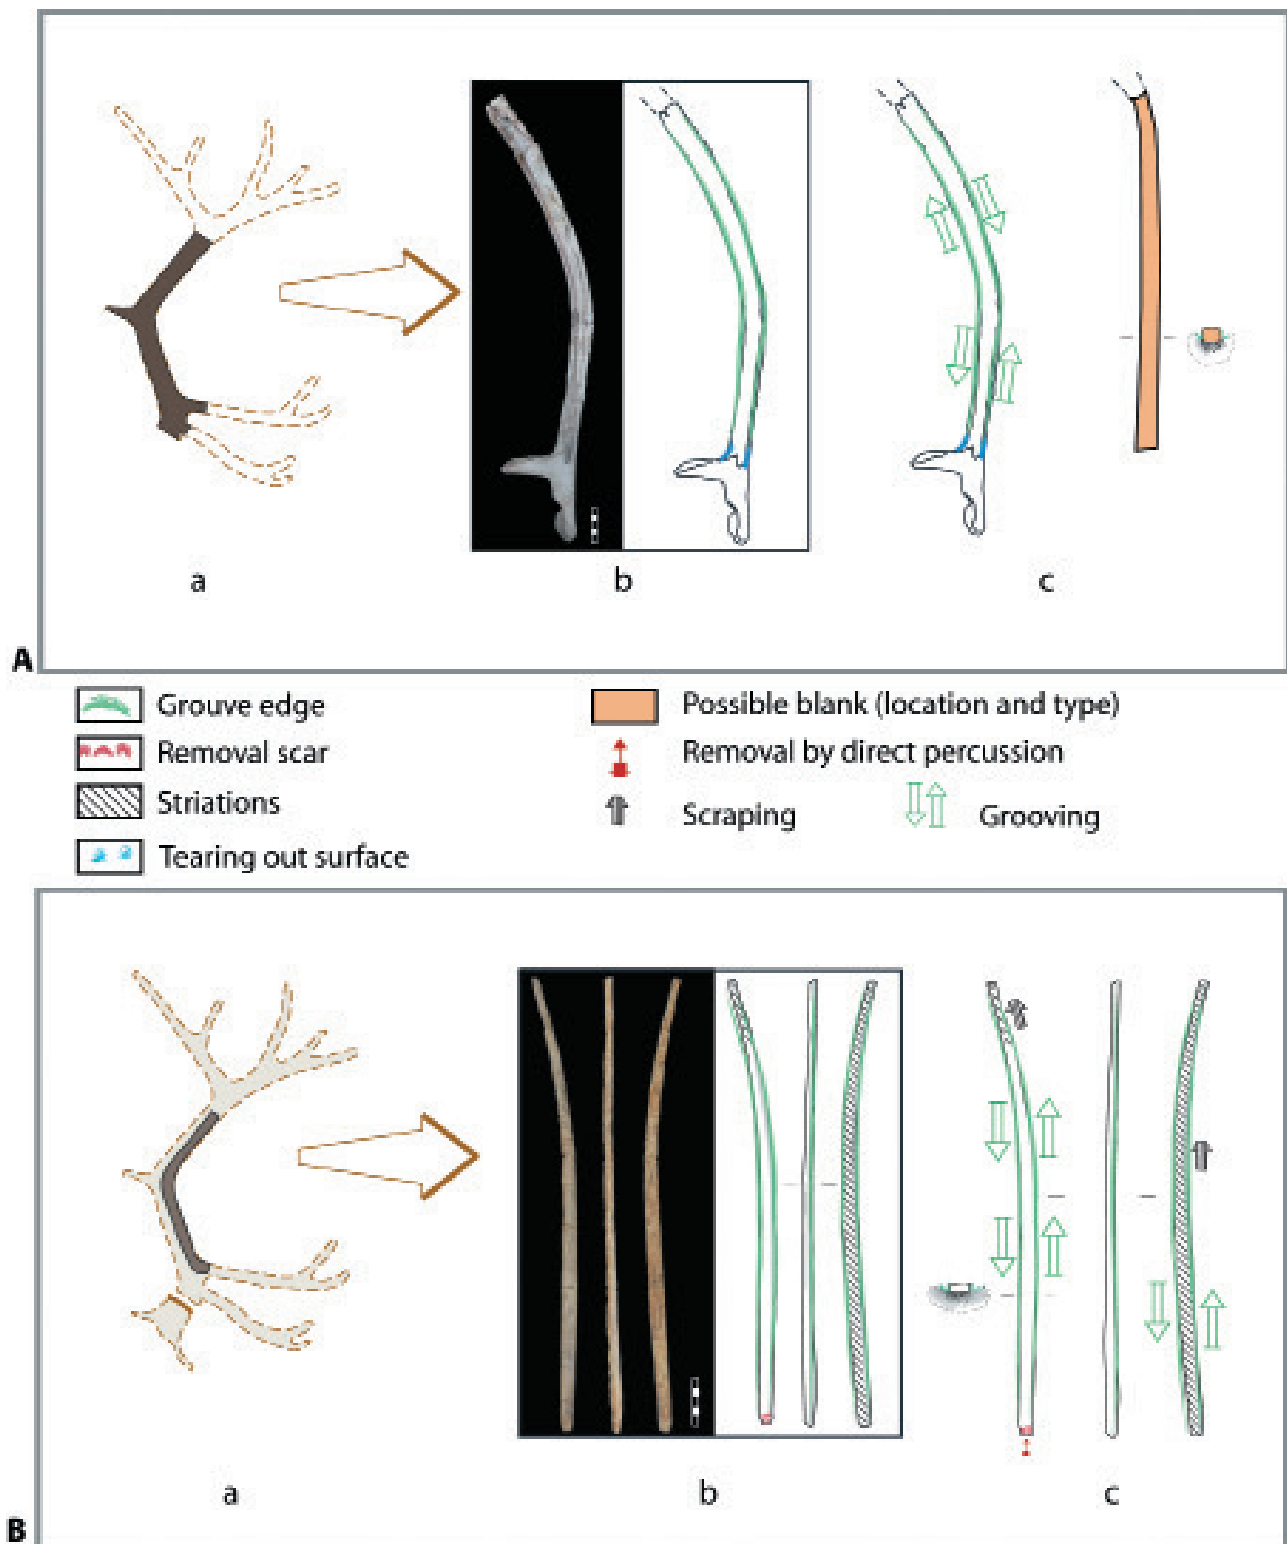 a
b
c
A
Grouve edge
Removal scar
Striations
Tearing out surface
Possible blank (location and type)
Removal by direct percussion
Scraping
Grooving
a
b
c
B